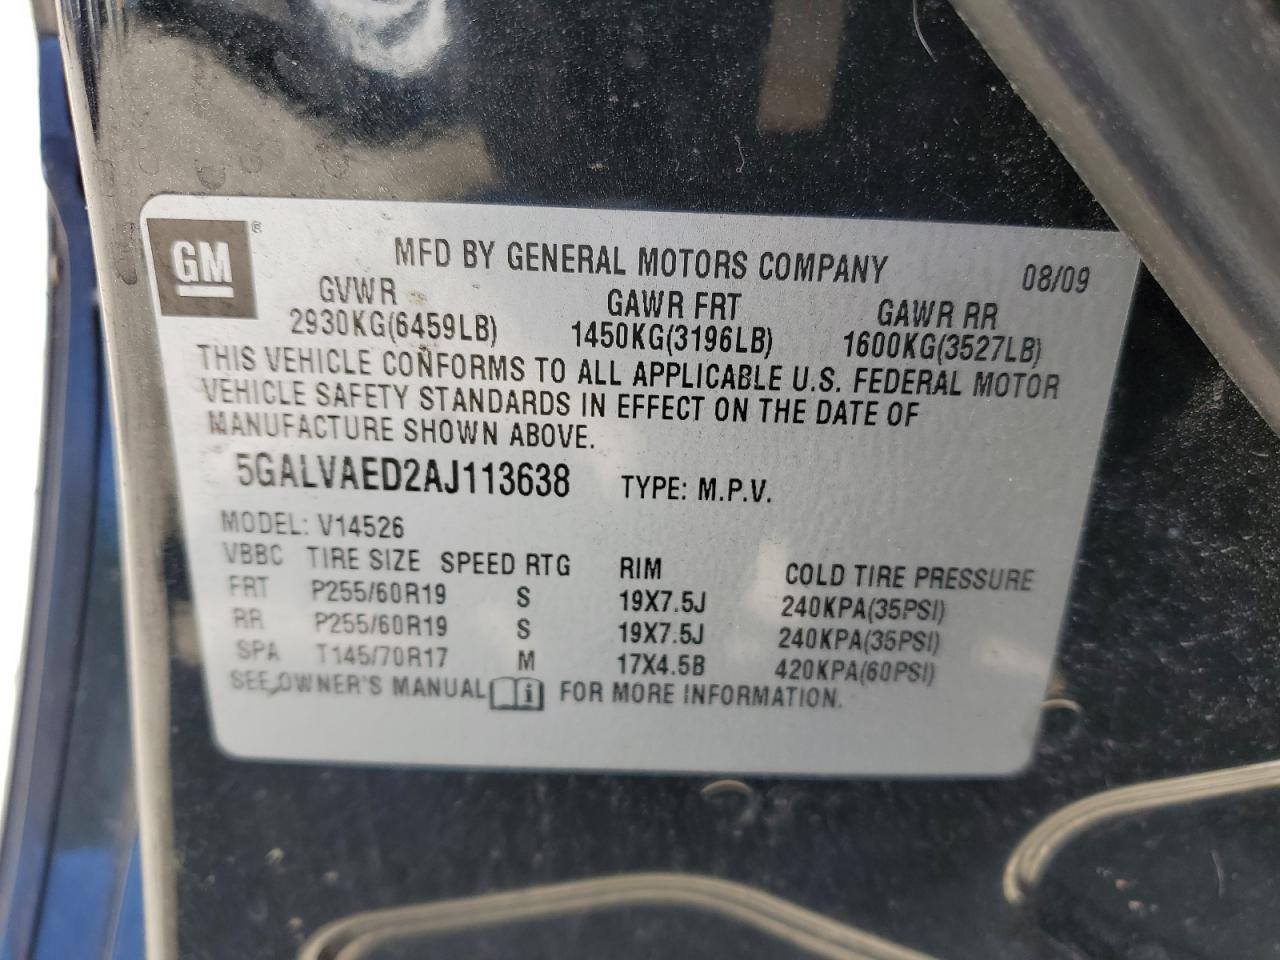 GM ®
MFD BY GENERAL MOTORS COMPANY 08/09
GVWR GAWR FRT GAWR RR
2930KG(6459LB) 1450KG(3196LB) 1600KG(3527LB)
THIS VEHICLE CONFORMS TO ALL APPLICABLE U.S. FEDERAL MOTOR
VEHICLE SAFETY STANDARDS IN EFFECT ON THE DATE OF
MANUFACTURE SHOWN ABOVE.
5GALVAED2AJ113638 TYPE: M.P.V.
MODEL: V14526
VBBC TIRE SIZE SPEED RTG RIM COLD TIRE PRESSURE
FRT P255/60R19 S 19X7.5J 240KPA(35PSI)
RR P255/60R19 S 19X7.5J 240KPA(35PSI)
SPA T145/70R17 M 17X4.5B 420KPA(60PSI)
SEE OWNER'S MANUAL i FOR MORE INFORMATION.